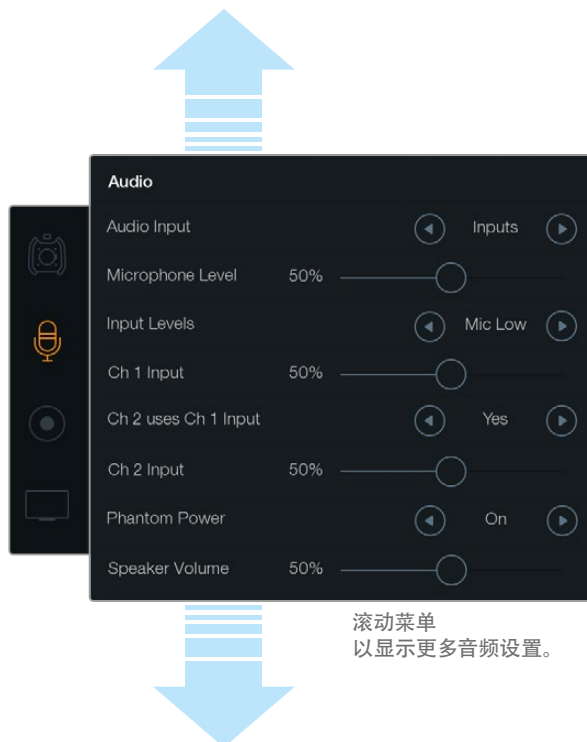 Audio
Audio Input Inputs
Microphone Level 50%
Input Levels Mic Low
Ch 1 Input 50%
Ch 2 uses Ch 1 Input Yes
Ch 2 Input 50%
Phantom Power On
Speaker Volume 50%
滚动菜单
以显示更多音频设置。